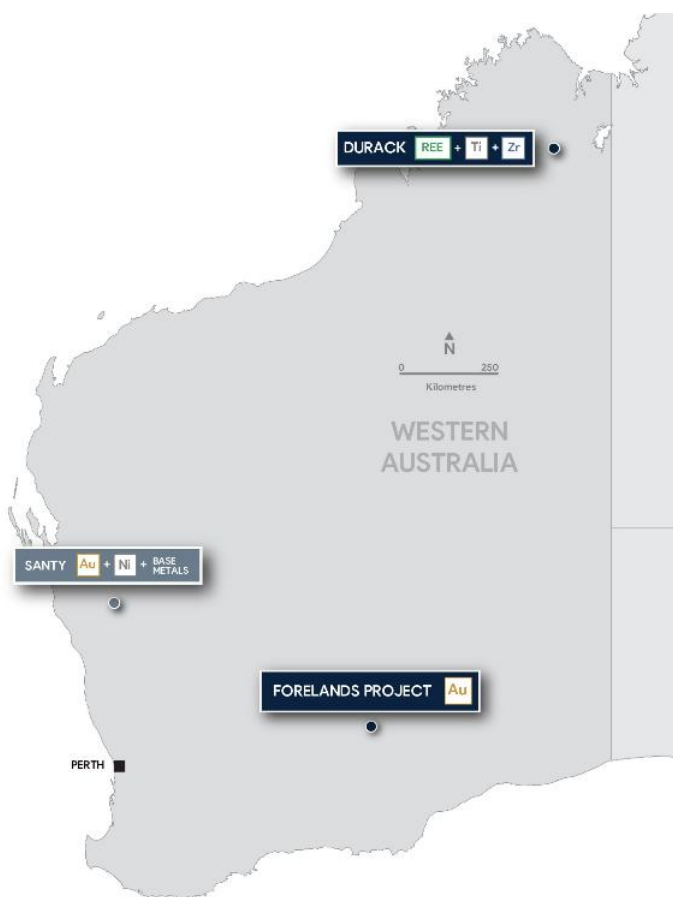 DURACK REE + Ti + Zr
N
0 250
Kilometres
WESTERN
AUSTRALIA
SANTY Au + Ni + BASE
METALS
FORELANDS PROJECT Au
PERTH